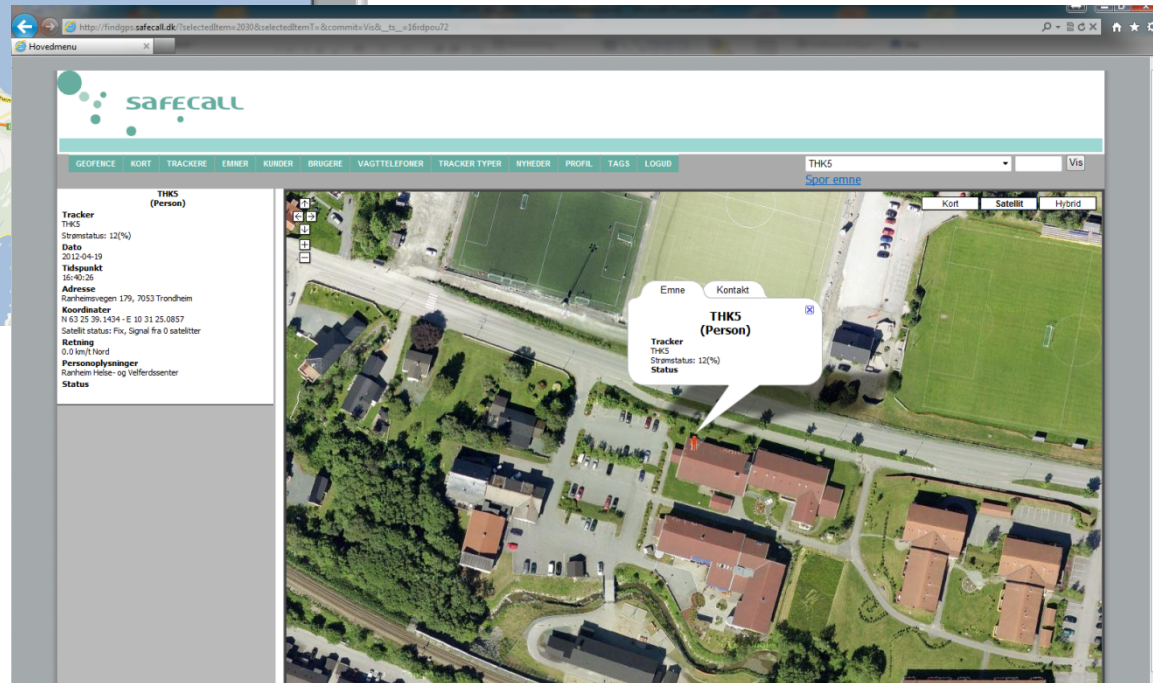 http://findgps.safecall.dk/?selectedItem=2030&selectedItemT=&commit=Vis&__ts__=16rdpou72
Hovedmenu
safecall
GEOFENCE KORT TRACKERE EMNER KUNDER BRUGERE VAGTTELEFONER TRACKER TYPER NYHEDER PROFIL TAGS LOGUD
THK5 Vis
Spor emne
THK5
(Person)
Tracker
THK5
Strømstatus: 12(%)
Dato
2012-04-19
Tidspunkt
16:40:26
Adresse
Ranheimsvegen 179, 7053 Trondheim
Koordinater
N 63 25 39.1434 - E 10 31 25.0857
Satellit status: Fix, Signal fra 0 satelitter
Retning
0.0 km/t Nord
Personoplysninger
Ranheim Helse- og Velferdssenter
Status
Kort Satellit Hybrid
Emne Kontakt
THK5
(Person)
Tracker
THK5
Strømstatus: 12(%)
Status